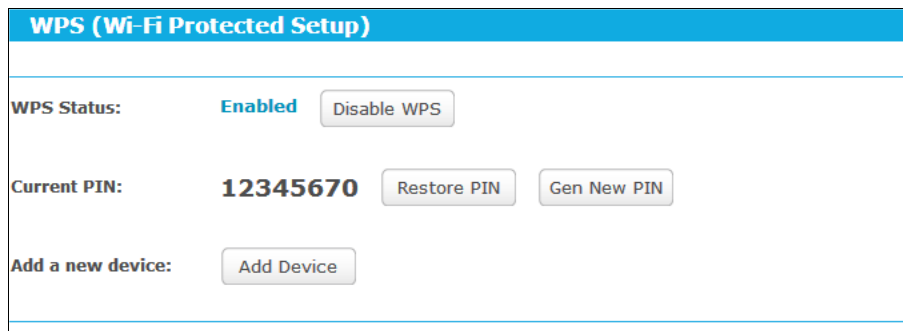 WPS (Wi-Fi Protected Setup)
WPS Status: Enabled Disable WPS
Current PIN: 12345670 Restore PIN Gen New PIN
Add a new device: Add Device